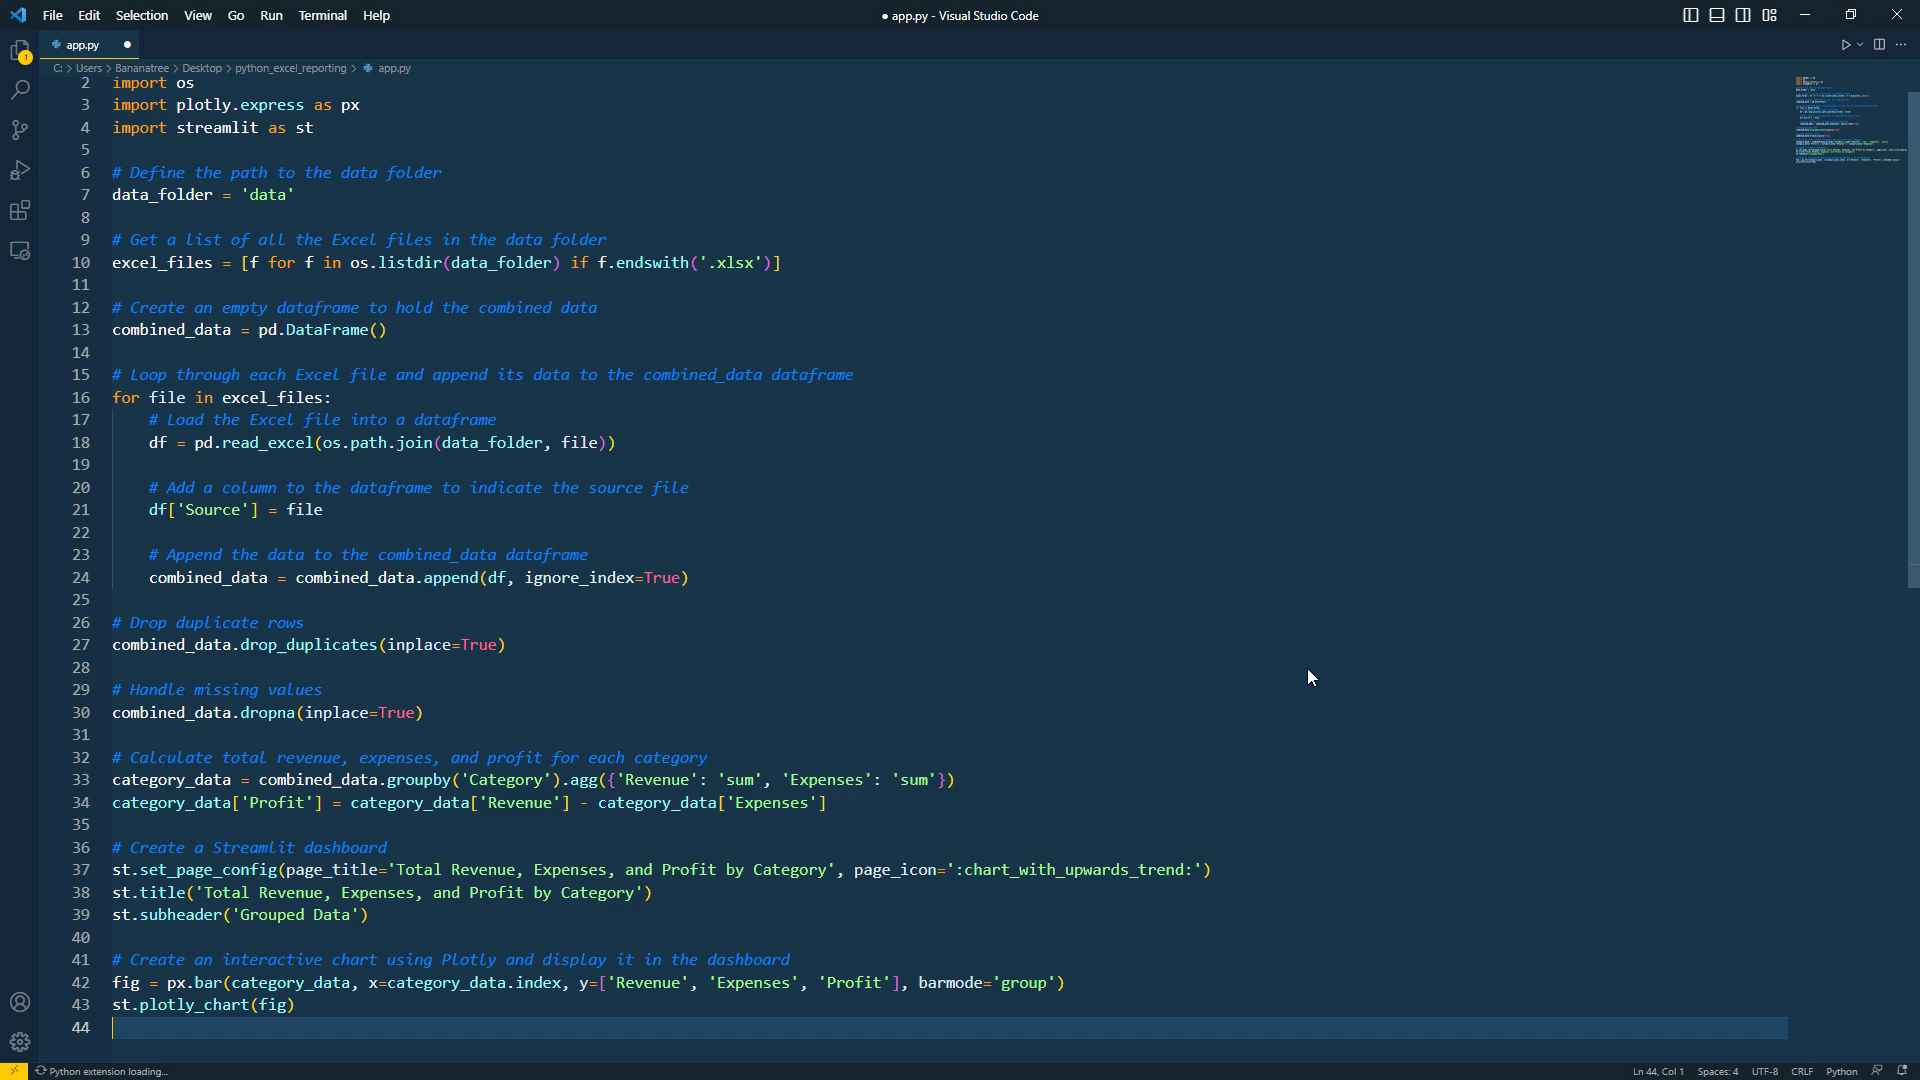 File Edit Selection View Go Run Terminal Help
● app.py - Visual Studio Code
app.py ●
C: > Users > Bananatree > Desktop > python_excel_reporting > app.py
1
2 import os
3 import plotly.express as px
4 import streamlit as st
5
6 # Define the path to the data folder
7 data_folder = 'data'
8
9 # Get a list of all the Excel files in the data folder
10 excel_files = [f for f in os.listdir(data_folder) if f.endswith('.xlsx')]
11
12 # Create an empty dataframe to hold the combined data
13 combined_data = pd.DataFrame()
14
15 # Loop through each Excel file and append its data to the combined_data dataframe
16 for file in excel_files:
17     # Load the Excel file into a dataframe
18     df = pd.read_excel(os.path.join(data_folder, file))
19
20     # Add a column to the dataframe to indicate the source file
21     df['Source'] = file
22
23     # Append the data to the combined_data dataframe
24     combined_data = combined_data.append(df, ignore_index=True)
25
26 # Drop duplicate rows
27 combined_data.drop_duplicates(inplace=True)
28
29 # Handle missing values
30 combined_data.dropna(inplace=True)
31
32 # Calculate total revenue, expenses, and profit for each category
33 category_data = combined_data.groupby('Category').agg({'Revenue': 'sum', 'Expenses': 'sum'})
34 category_data['Profit'] = category_data['Revenue'] - category_data['Expenses']
35
36 # Create a Streamlit dashboard
37 st.set_page_config(page_title='Total Revenue, Expenses, and Profit by Category', page_icon=':chart_with_upwards_trend:')
38 st.title('Total Revenue, Expenses, and Profit by Category')
39 st.subheader('Grouped Data')
40
41 # Create an interactive chart using Plotly and display it in the dashboard
42 fig = px.bar(category_data, x=category_data.index, y=['Revenue', 'Expenses', 'Profit'], barmode='group')
43 st.plotly_chart(fig)
44
Python extension loading...
Ln 44, Col 1 Spaces: 4 UTF-8 CRLF Python